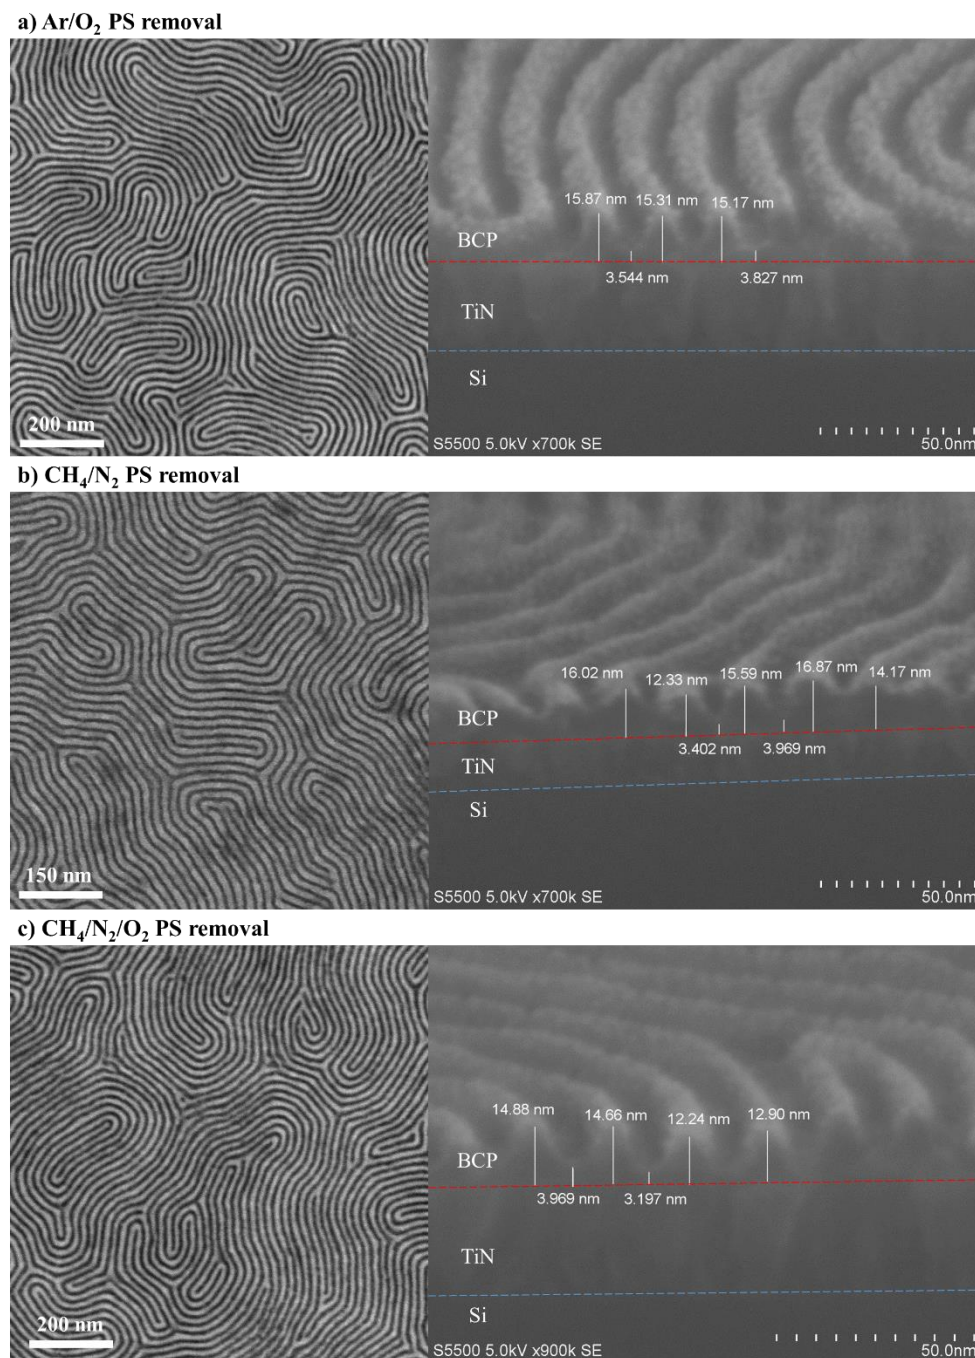 a) Ar/O₂ PS removal
15.87 nm 15.31 nm 15.17 nm
BCP
3.544 nm 3.827 nm
TiN
Si
200 nm
S5500 5.0kV x700k SE 50.0nm
b) CH₄/N₂ PS removal
16.02 nm 12.33 nm 15.59 nm 16.87 nm 14.17 nm
BCP
3.402 nm 3.969 nm
TiN
Si
150 nm
S5500 5.0kV x700k SE 50.0nm
c) CH₄/N₂/O₂ PS removal
14.88 nm 14.66 nm 12.24 nm 12.90 nm
BCP
3.969 nm 3.197 nm
TiN
Si
200 nm
S5500 5.0kV x900k SE 50.0nm